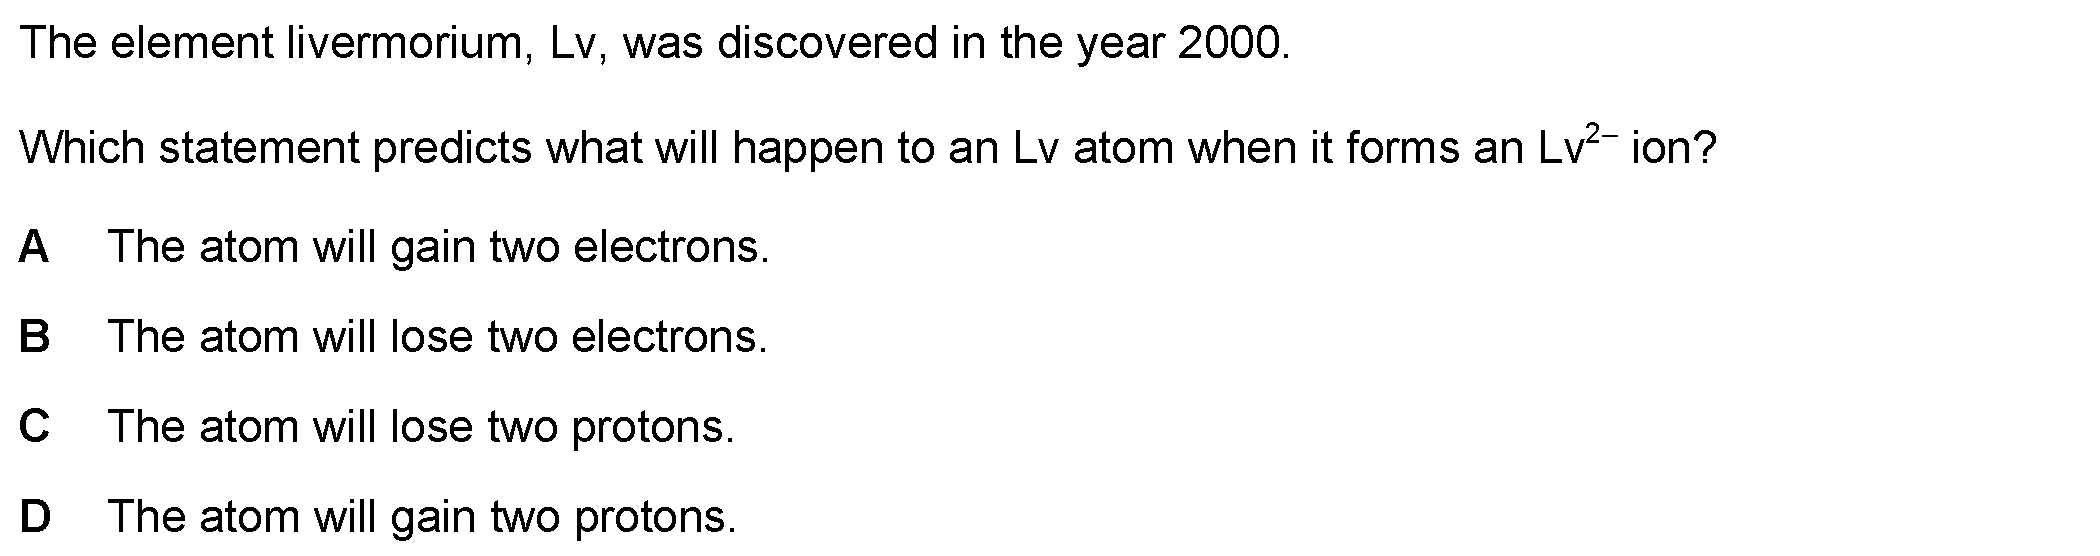 The element livermorium, Lv, was discovered in the year 2000.
Which statement predicts what will happen to an Lv atom when it forms an Lv²⁻ ion?
A The atom will gain two electrons.
B The atom will lose two electrons.
C The atom will lose two protons.
D The atom will gain two protons.